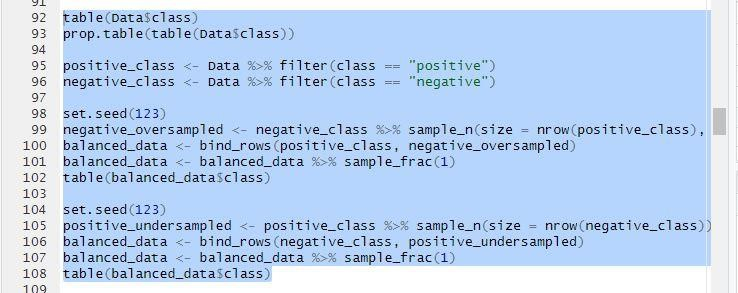 91
92 table(Data$class)
93 prop.table(table(Data$class))
94
95 positive_class <- Data %>% filter(class == "positive")
96 negative_class <- Data %>% filter(class == "negative")
97
98 set.seed(123)
99 negative_oversampled <- negative_class %>% sample_n(size = nrow(positive_class),
100 balanced_data <- bind_rows(positive_class, negative_oversampled)
101 balanced_data <- balanced_data %>% sample_frac(1)
102 table(balanced_data$class)
103
104 set.seed(123)
105 positive_undersampled <- positive_class %>% sample_n(size = nrow(negative_class))
106 balanced_data <- bind_rows(negative_class, positive_undersampled)
107 balanced_data <- balanced_data %>% sample_frac(1)
108 table(balanced_data$class)
109